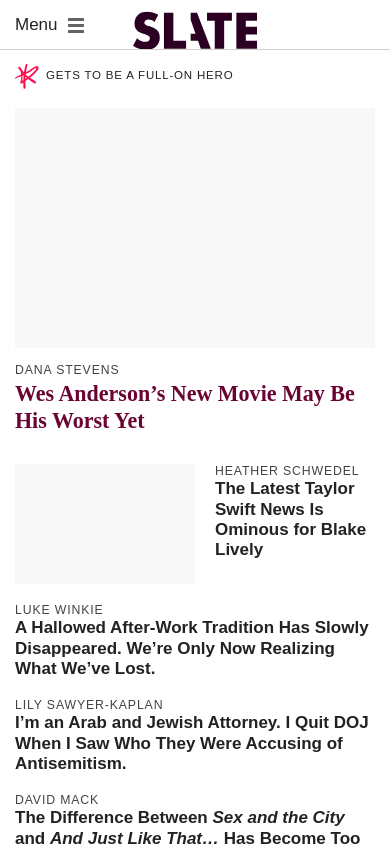 Menu
SLATE
GETS TO BE A FULL-ON HERO
DANA STEVENS
Wes Anderson’s New Movie May Be
His Worst Yet
HEATHER SCHWEDEL
The Latest Taylor
Swift News Is
Ominous for Blake
Lively
LUKE WINKIE
A Hallowed After-Work Tradition Has Slowly
Disappeared. We’re Only Now Realizing
What We’ve Lost.
LILY SAWYER-KAPLAN
I’m an Arab and Jewish Attorney. I Quit DOJ
When I Saw Who They Were Accusing of
Antisemitism.
DAVID MACK
The Difference Between Sex and the City
and And Just Like That… Has Become Too